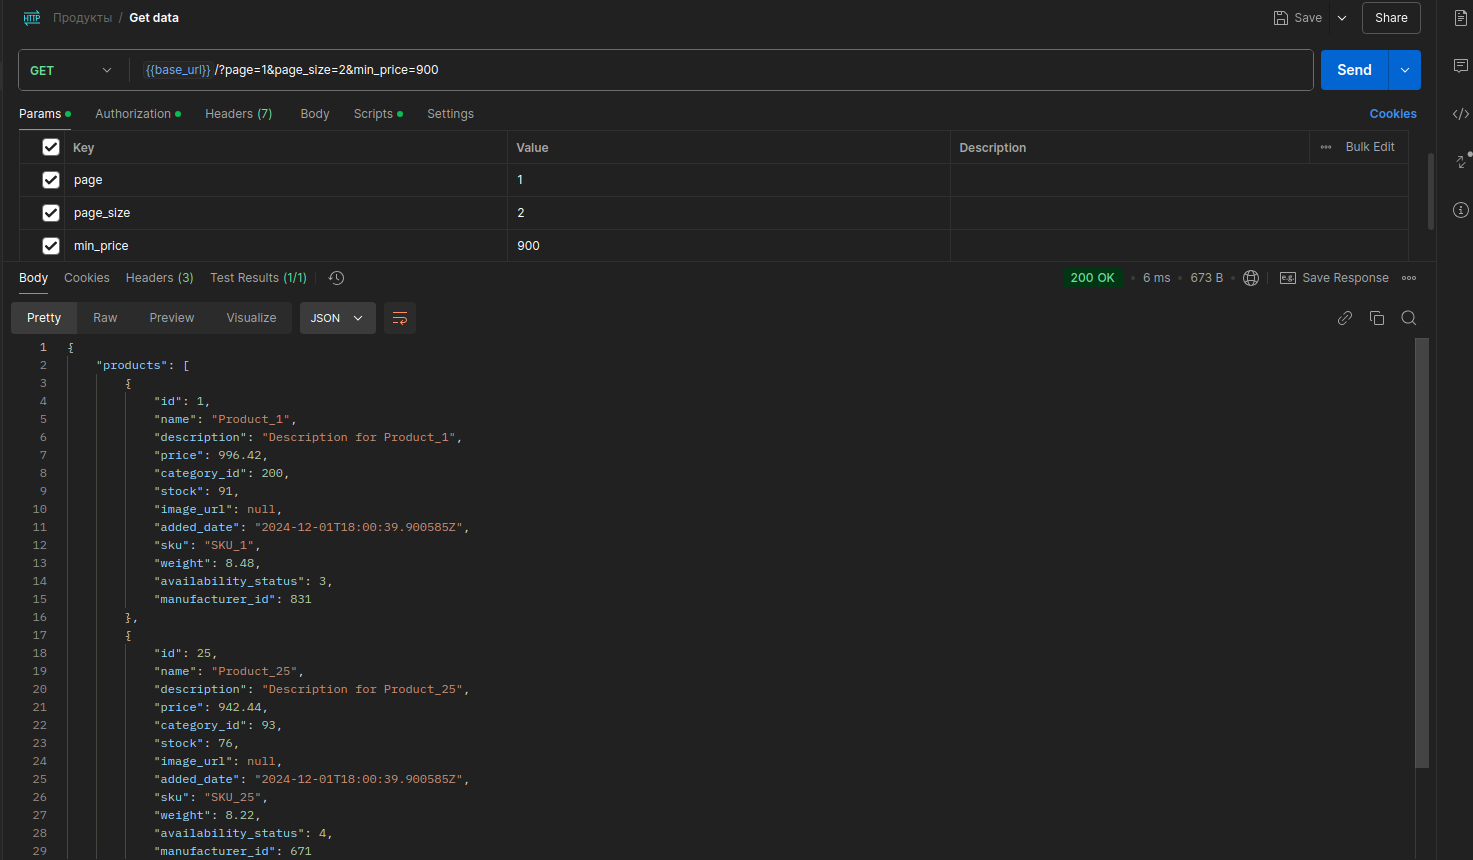 HTTP Продукты / Get data Save Share
GET {{base_url}} /?page=1&page_size=2&min_price=900 Send
Params Authorization Headers (7) Body Scripts Settings Cookies
Key Value Description Bulk Edit
page 1
page_size 2
min_price 900
Body Cookies Headers (3) Test Results (1/1) 200 OK 6 ms 673 B e.g. Save Response
Pretty Raw Preview Visualize JSON
1 {
2 "products": [
3 {
4 "id": 1,
5 "name": "Product_1",
6 "description": "Description for Product_1",
7 "price": 996.42,
8 "category_id": 200,
9 "stock": 91,
10 "image_url": null,
11 "added_date": "2024-12-01T18:00:39.900585Z",
12 "sku": "SKU_1",
13 "weight": 8.48,
14 "availability_status": 3,
15 "manufacturer_id": 831
16 },
17 {
18 "id": 25,
19 "name": "Product_25",
20 "description": "Description for Product_25",
21 "price": 942.44,
22 "category_id": 93,
23 "stock": 76,
24 "image_url": null,
25 "added_date": "2024-12-01T18:00:39.900585Z",
26 "sku": "SKU_25",
27 "weight": 8.22,
28 "availability_status": 4,
29 "manufacturer_id": 671